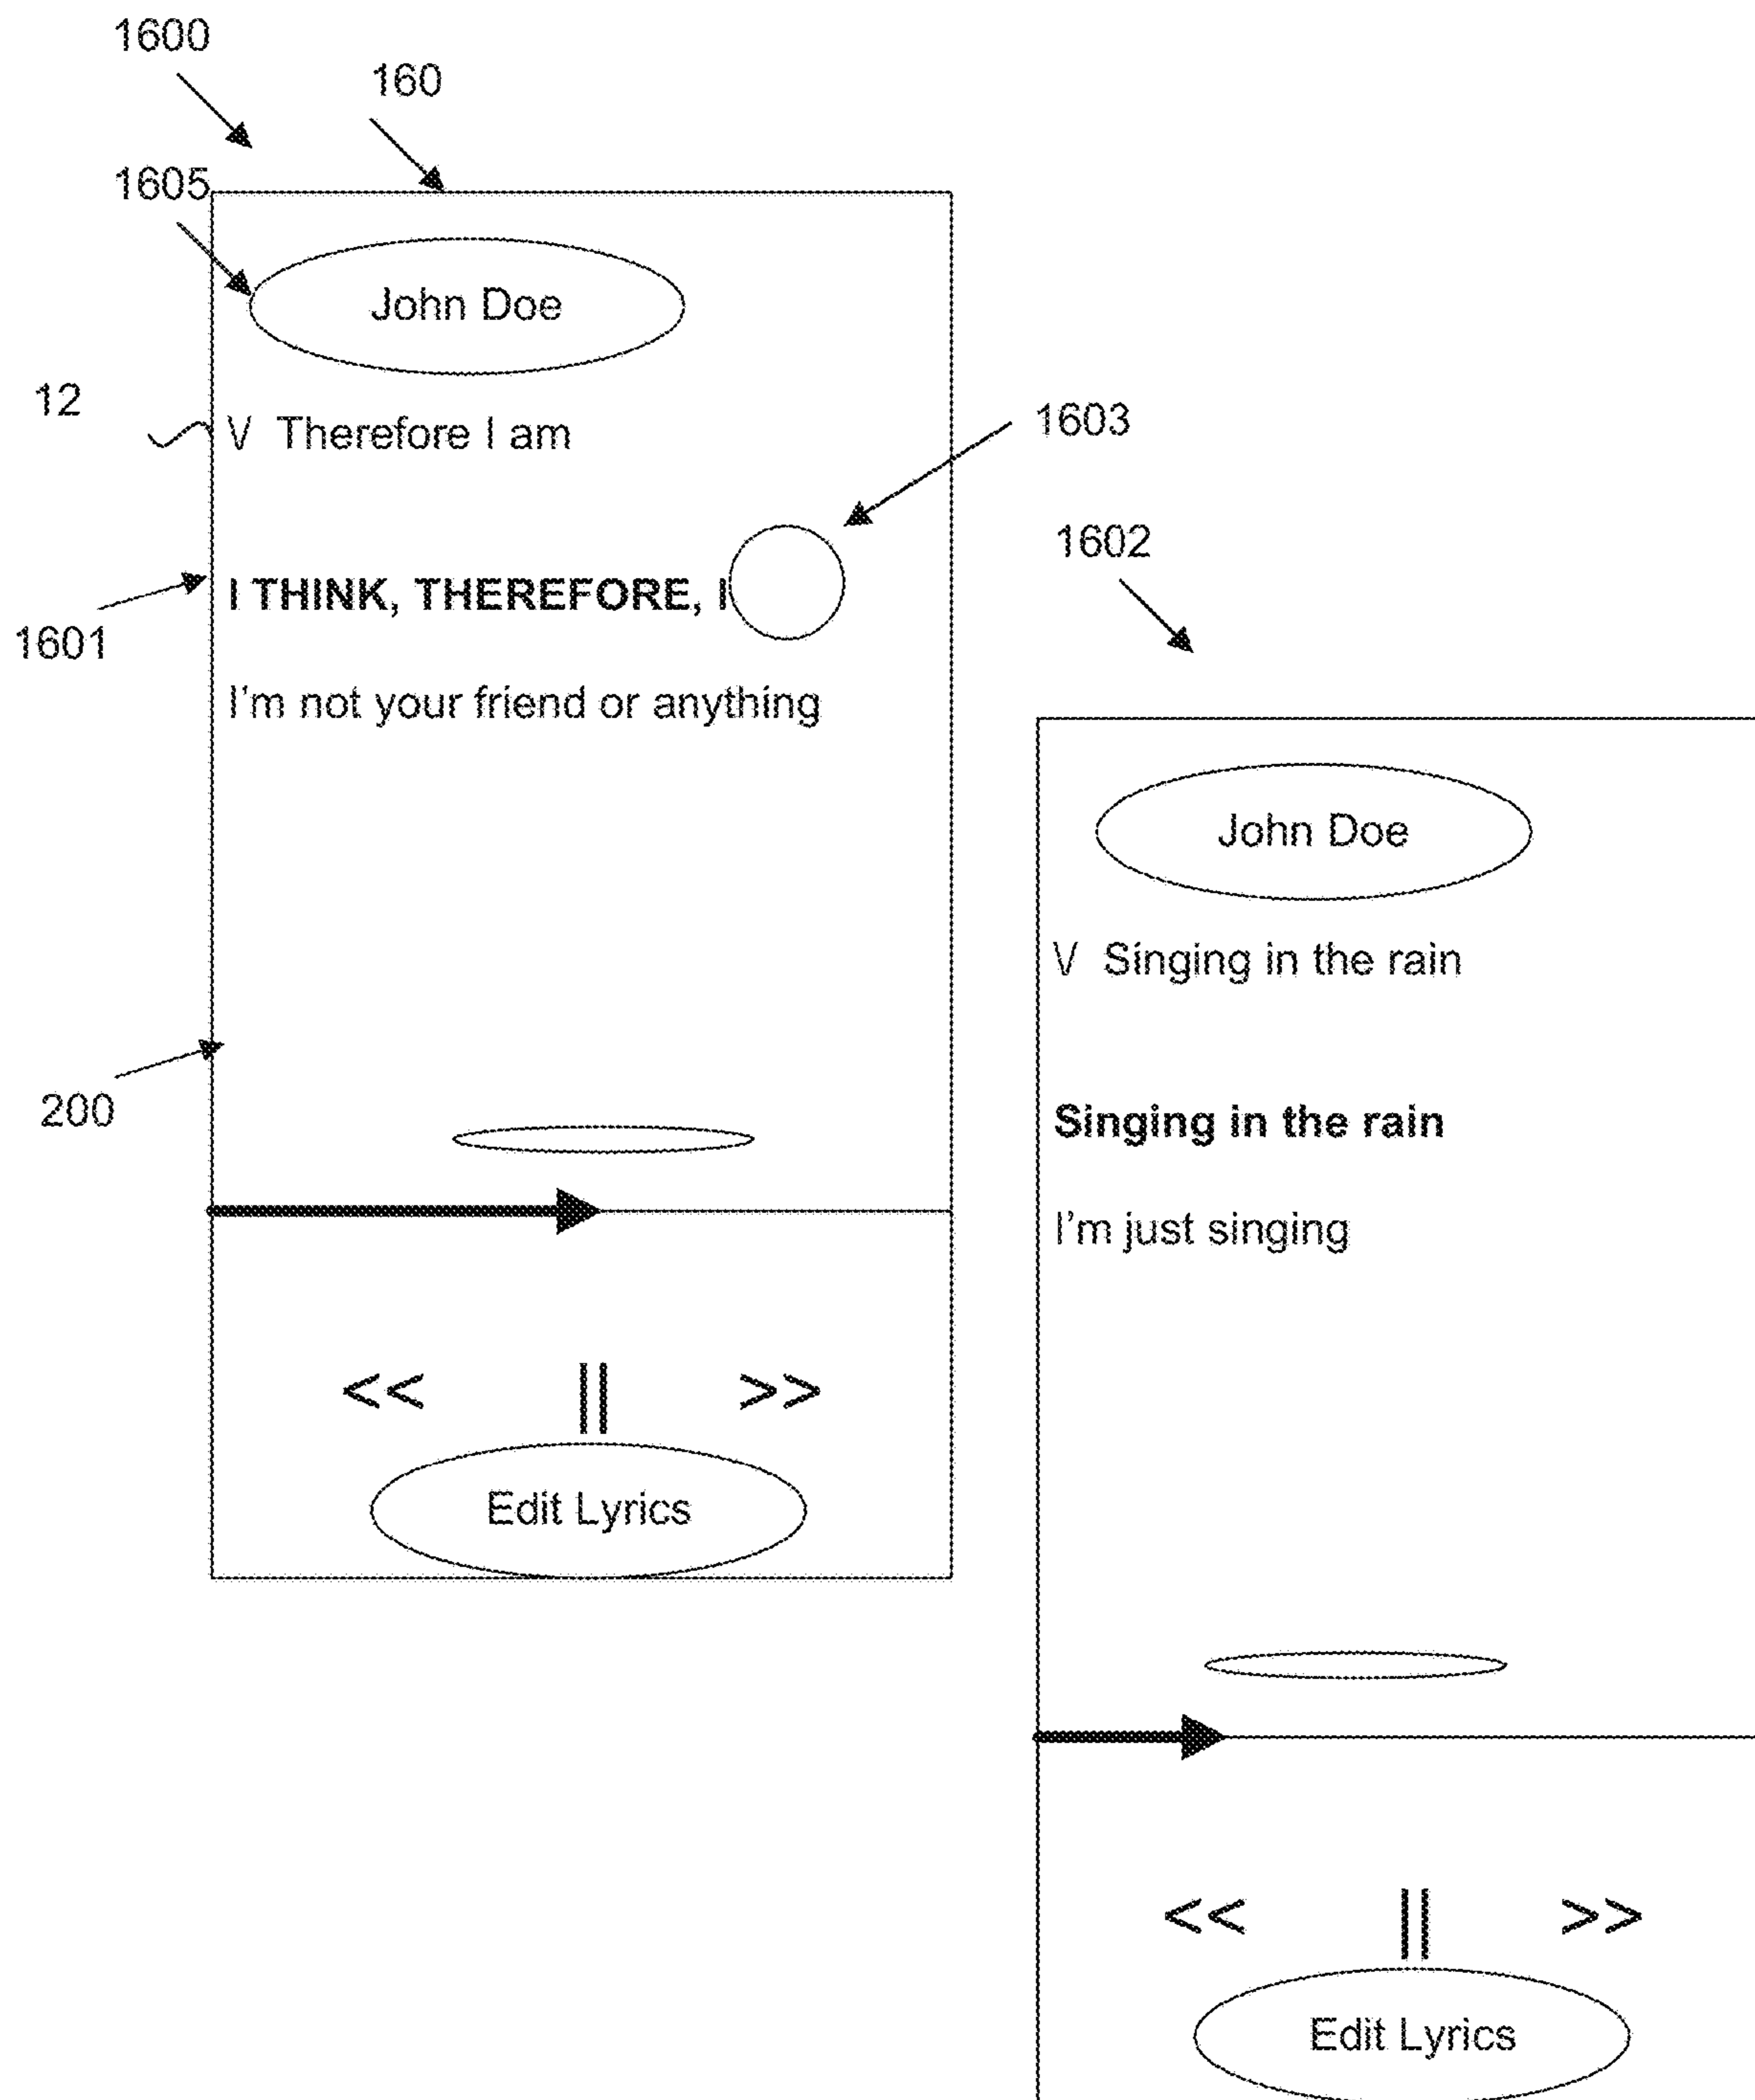 1600
160
1605
John Doe
12
V Therefore I am
1603
I THINK, THEREFORE, I
1601
I'm not your friend or anything
200
<< || >>
Edit Lyrics
1602
John Doe
V Singing in the rain
Singing in the rain
I'm just singing
<< || >>
Edit Lyrics